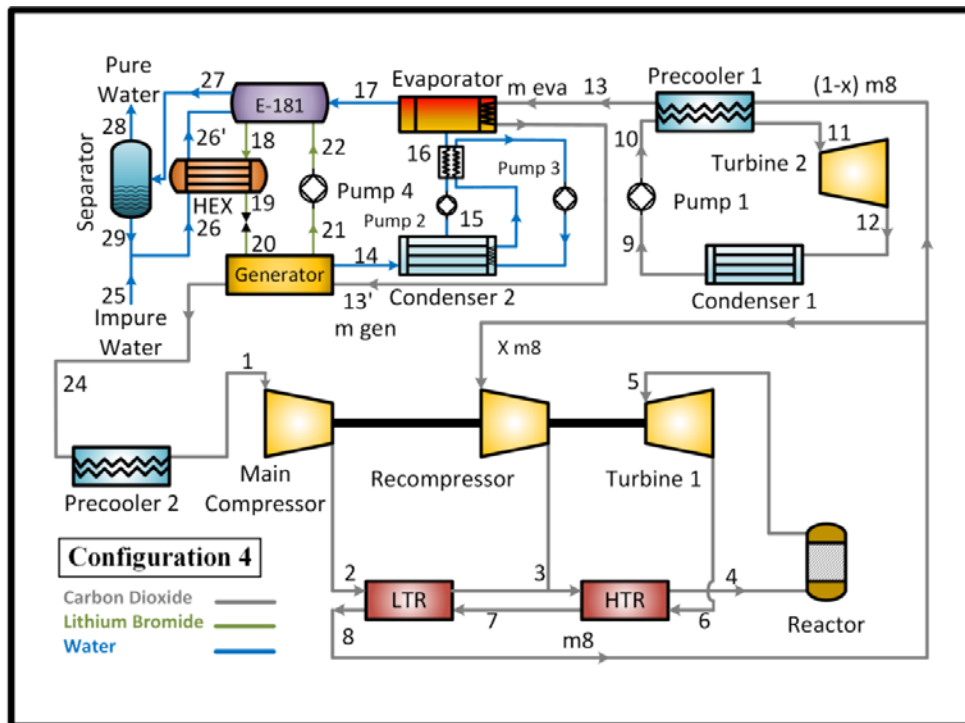 Pure
Water
27
E-181
17
Evaporator
m eva
13
Precooler 1
(1-x) m8
28
26'
18
22
10
11
Turbine 2
Separator
HEX
Pump 4
16
Pump 3
Pump 1
19
Pump 2
15
29
26
20
21
14
9
12
Generator
25
Impure
Water
13'
m gen
Condenser 2
Condenser 1
X m8
24
1
5
Main
Compressor
Recompressor
Turbine 1
Precooler 2
Configuration 4
2
LTR
3
HTR
4
Carbon Dioxide
Lithium Bromide
Water
8
7
m8
6
Reactor